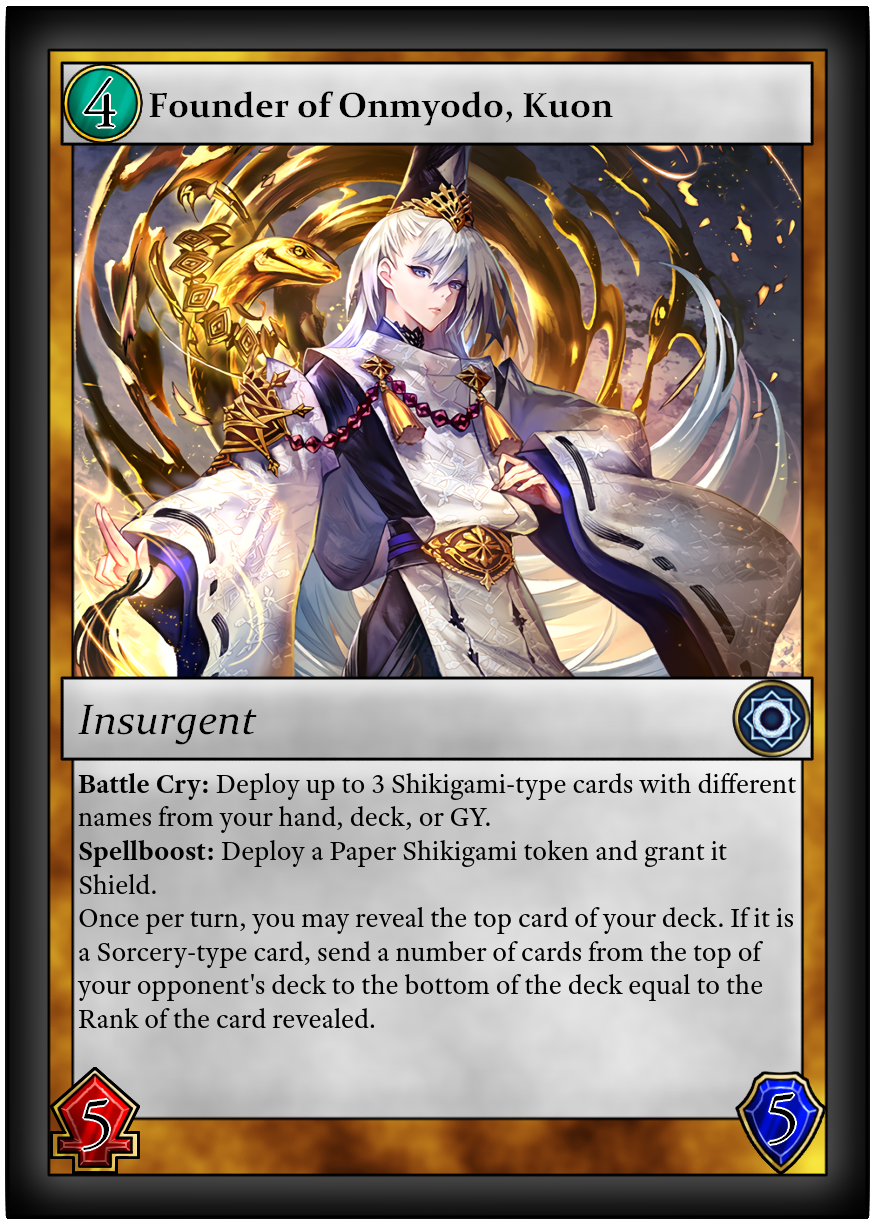 4 Founder of Onmyodo, Kuon
Insurgent
Battle Cry: Deploy up to 3 Shikigami-type cards with different
names from your hand, deck, or GY.
Spellboost: Deploy a Paper Shikigami token and grant it
Shield.
Once per turn, you may reveal the top card of your deck. If it is
a Sorcery-type card, send a number of cards from the top of
your opponent's deck to the bottom of the deck equal to the
Rank of the card revealed.
5 5